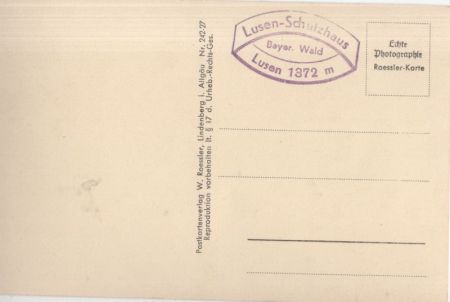 Postkartenverlag W. Roessler, Lindenberg i. Allgäu Nr. 242-27
Reproduktion vorbehalten lt. § 17 d. Urheb.-Rechts-Ges.
Lusen-Schutzhaus
Bayer. Wald
Lusen 1372 m
Echte
Photographie
Roessler-Karte